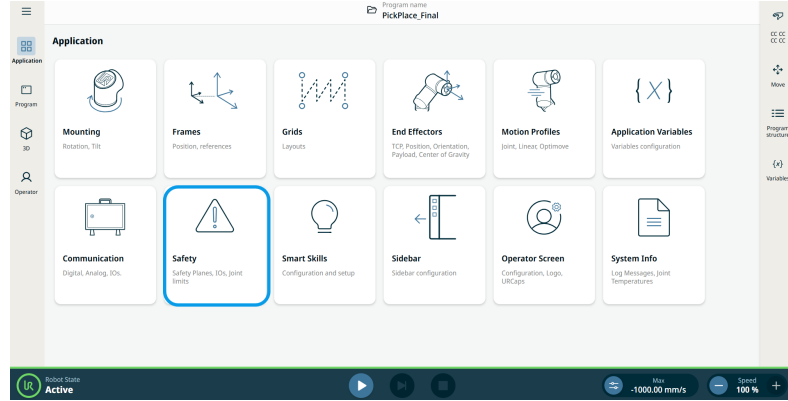 Program name
PickPlace_Final
Application
Application
Program
3D
Operator
Mounting
Rotation, Tilt
Frames
Position, references
Grids
Layouts
End Effectors
TCP, Position, Orientation,
Payload, Center of Gravity
Motion Profiles
Joint, Linear, Optimove
Application Variables
Variables configuration
Communication
Digital, Analog, IOs.
Safety
Safety Planes, IOs, Joint
limits
Smart Skills
Configuration and setup
Sidebar
Sidebar configuration
Operator Screen
Configuration, Logo,
URCaps
System Info
Log Messages, Joint
Temperatures
CC CC
CC CC
Move
Program
structure
{x}
Variables
UR
Robot State
Active
Max
-1000.00 mm/s
Speed
100 %